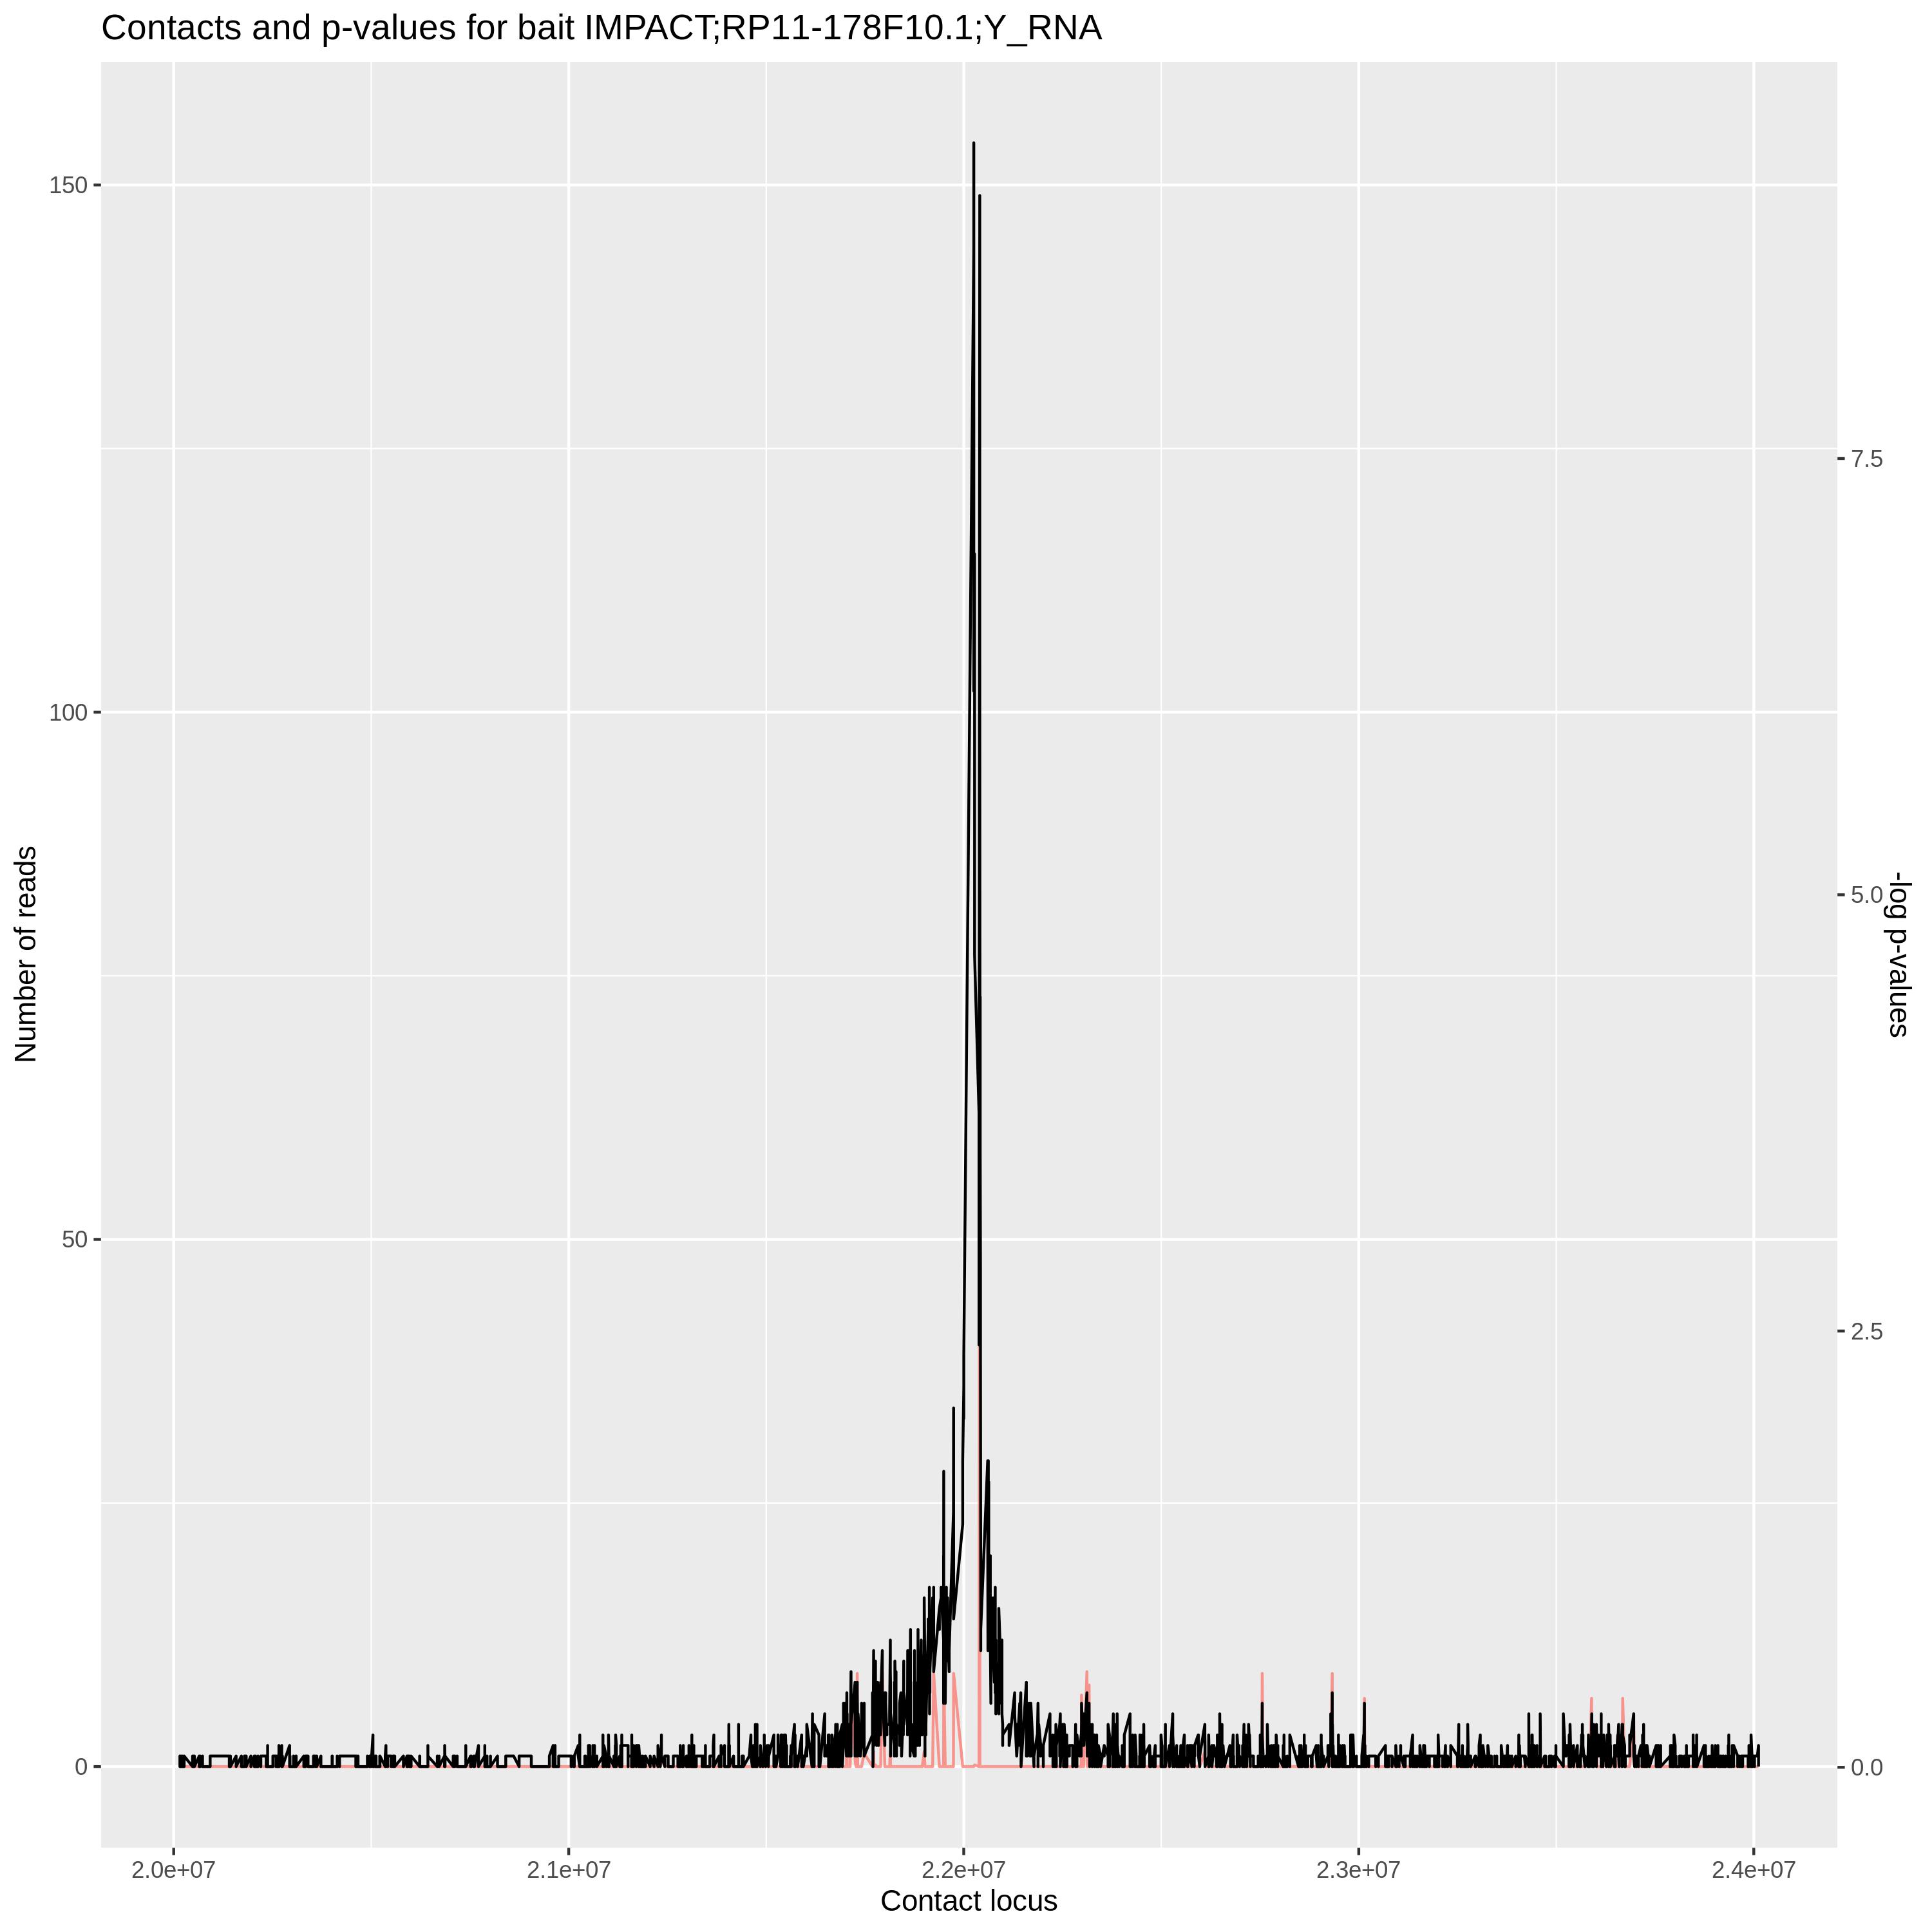 Contacts and p-values for bait IMPACT;RP11-178F10.1;Y_RNA
150
100
50
0
Number of reads
7.5
5.0
2.5
0.0
-log p-values
2.0e+07
2.1e+07
2.2e+07
2.3e+07
2.4e+07
Contact locus